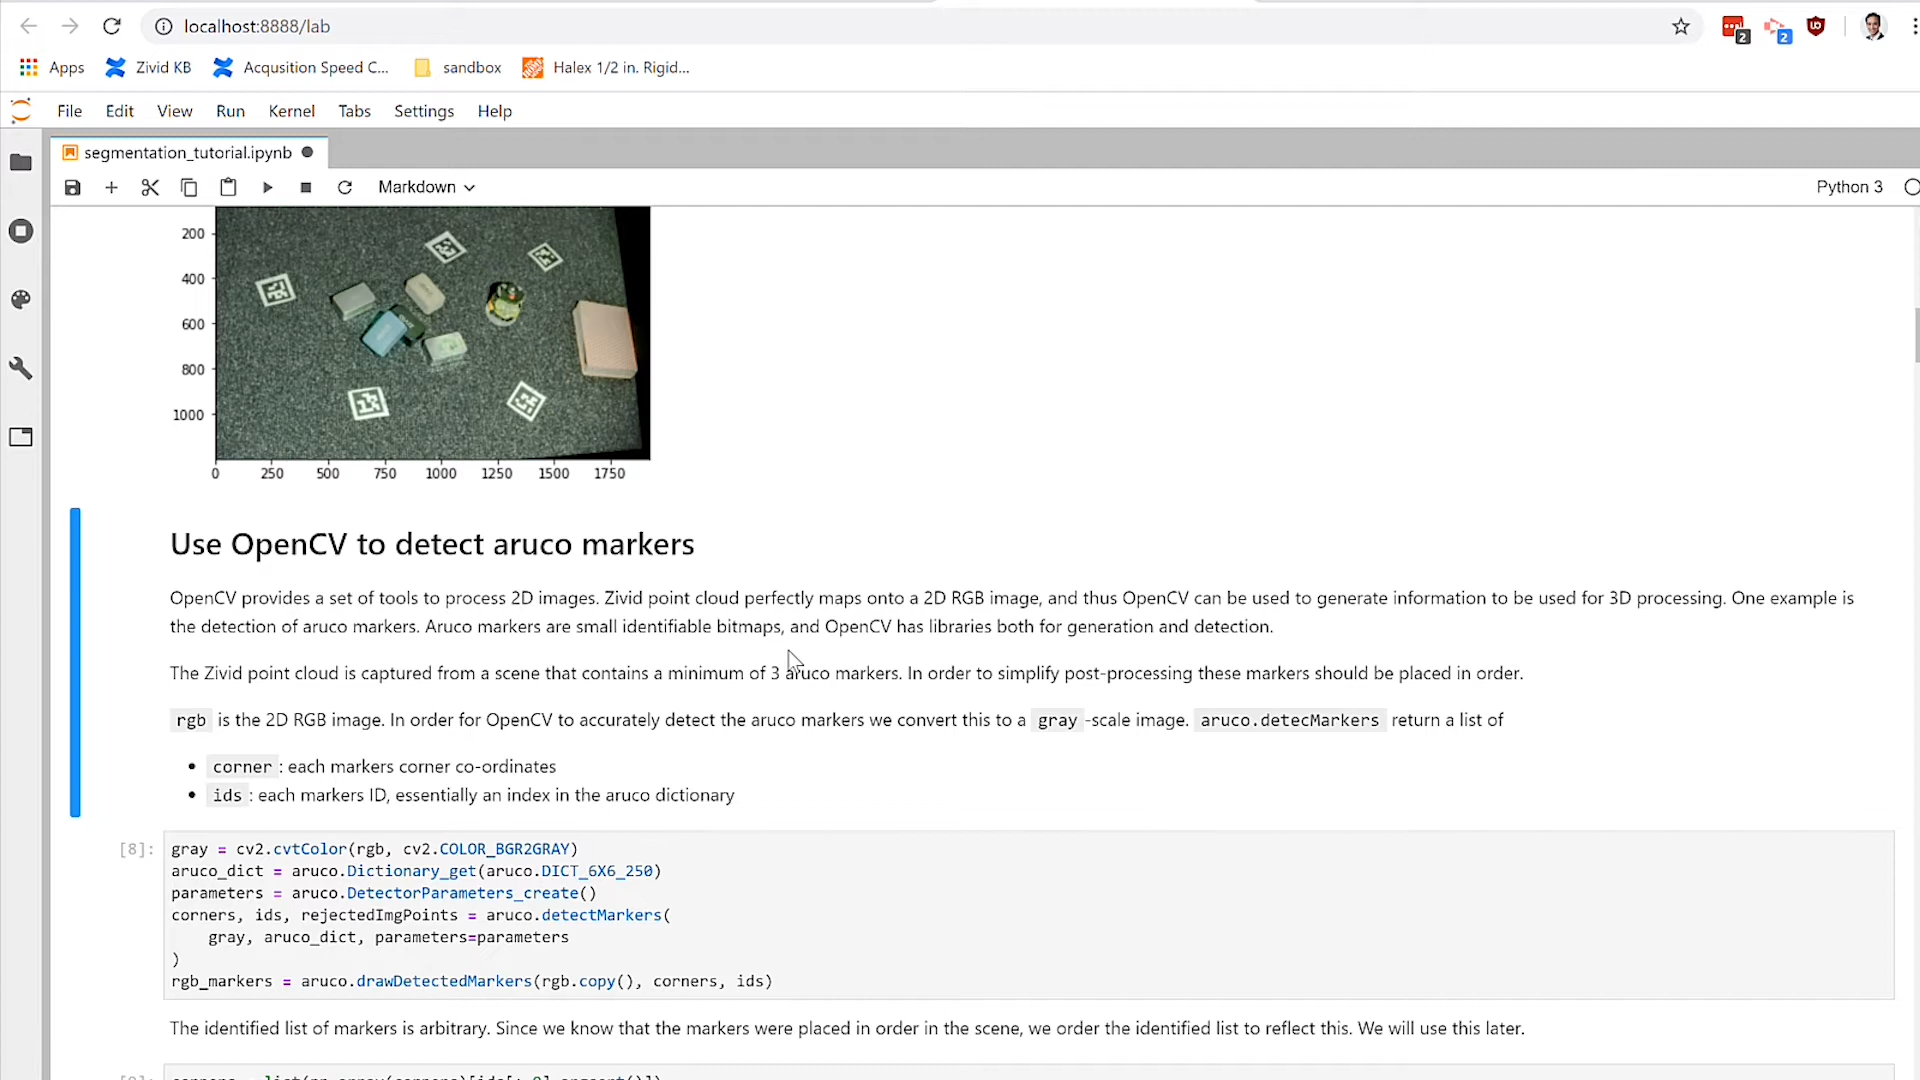 localhost:8888/lab
2
2
Apps
Zivid KB
Acqusition Speed C...
sandbox
Halex 1/2 in. Rigid...
File Edit View Run Kernel Tabs Settings Help
segmentation_tutorial.ipynb
Markdown
Python 3
200
400
600
800
1000
0 250 500 750 1000 1250 1500 1750
Use OpenCV to detect aruco markers
OpenCV provides a set of tools to process 2D images. Zivid point cloud perfectly maps onto a 2D RGB image, and thus OpenCV can be used to generate information to be used for 3D processing. One example is
the detection of aruco markers. Aruco markers are small identifiable bitmaps, and OpenCV has libraries both for generation and detection.
The Zivid point cloud is captured from a scene that contains a minimum of 3 aruco markers. In order to simplify post-processing these markers should be placed in order.
rgb is the 2D RGB image. In order for OpenCV to accurately detect the aruco markers we convert this to a gray -scale image. aruco.detecMarkers return a list of
• corner : each markers corner co-ordinates
• ids : each markers ID, essentially an index in the aruco dictionary
[8]: gray = cv2.cvtColor(rgb, cv2.COLOR_BGR2GRAY)
aruco_dict = aruco.Dictionary_get(aruco.DICT_6X6_250)
parameters = aruco.DetectorParameters_create()
corners, ids, rejectedImgPoints = aruco.detectMarkers(
gray, aruco_dict, parameters=parameters
)
rgb_markers = aruco.drawDetectedMarkers(rgb.copy(), corners, ids)
The identified list of markers is arbitrary. Since we know that the markers were placed in order in the scene, we order the identified list to reflect this. We will use this later.